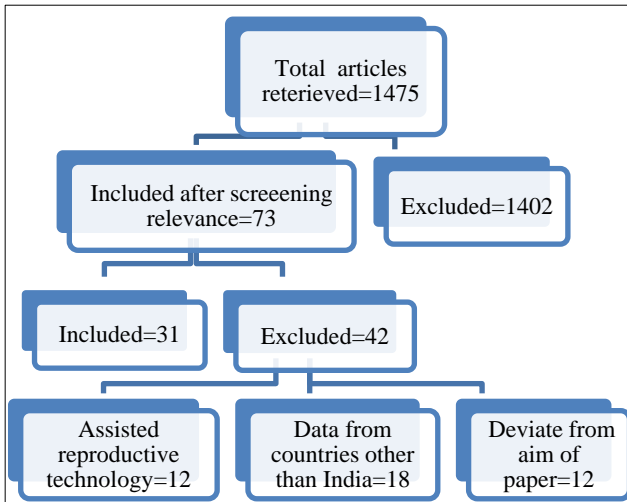 Total articles
reterieved=1475
Included after screeening
relevance=73
Excluded=1402
Included=31
Excluded=42
Assisted
reproductive
technology=12
Data from
countries other
than India=18
Deviate from
aim of
paper=12